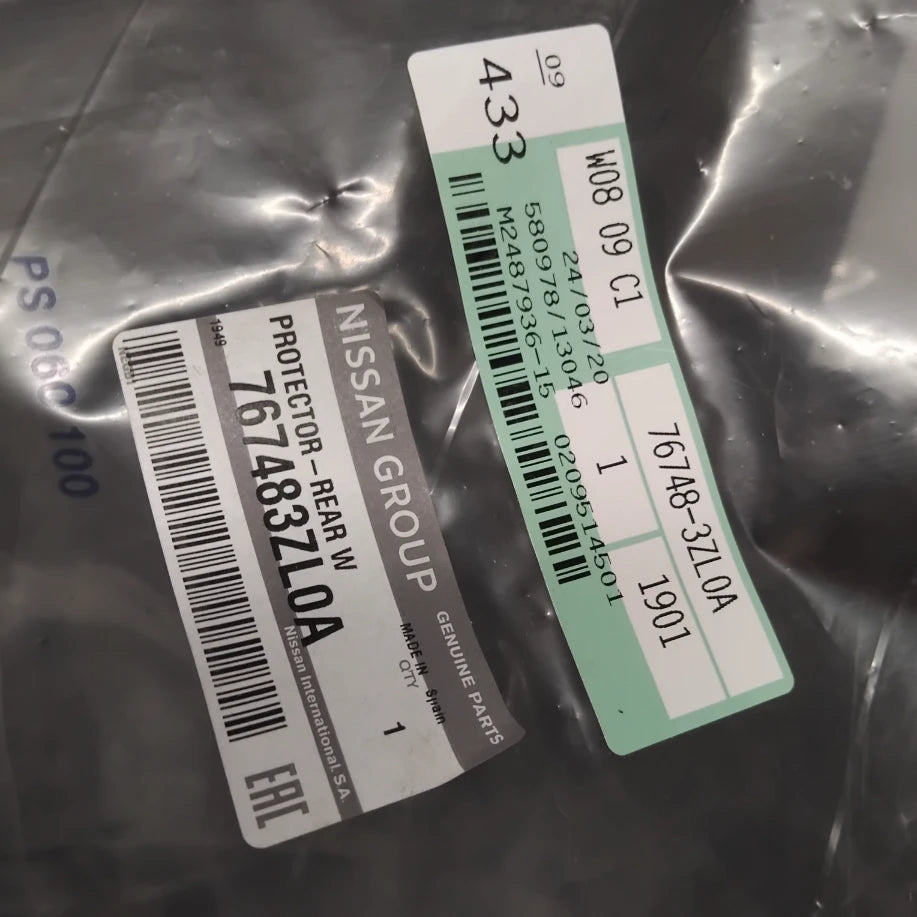 09
433
W08 09 C1
24/03/20
580978/13046
M2487936-15
0209514501
1
76748-3ZL0A
1901
NISSAN GROUP
GENUINE PARTS
PROTECTOR-REAR W
767483ZL0A
1949
MADE IN Spain
QTY
1
Nissan International. SA.
EAC
PS 060 100